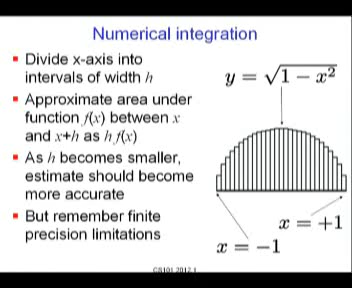 Numerical integration
▪ Divide x-axis into
intervals of width h
▪ Approximate area under
function f(x) between x
and x+h as h f(x)
▪ As h becomes smaller,
estimate should become
more accurate
▪ But remember finite
precision limitations
y = √1 − x²
x = +1
x = −1